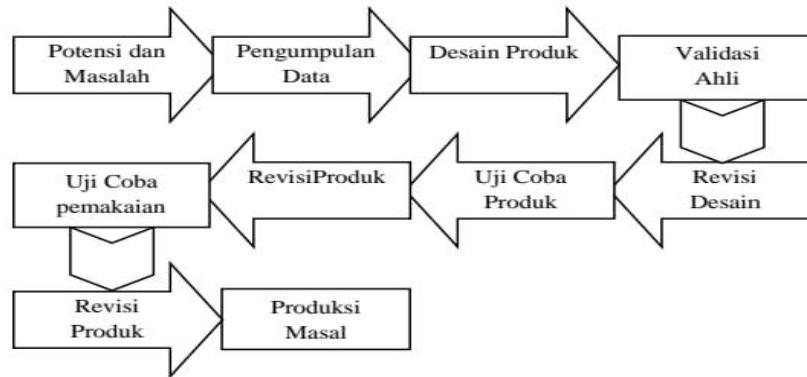 Potensi dan
Masalah
Pengumpulan
Data
Desain Produk
Validasi
Ahli
Revisi
Desain
Uji Coba
Produk
RevisiProduk
Uji Coba
pemakaian
Revisi
Produk
Produksi
Masal